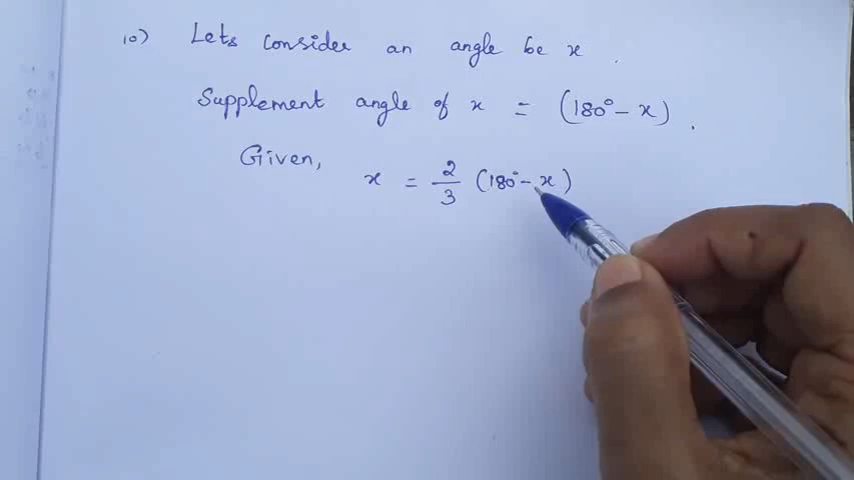 10) Lets consider an angle be x.
Supplement angle of x = (180° - x).
Given,
x = 2/3 (180° - x)